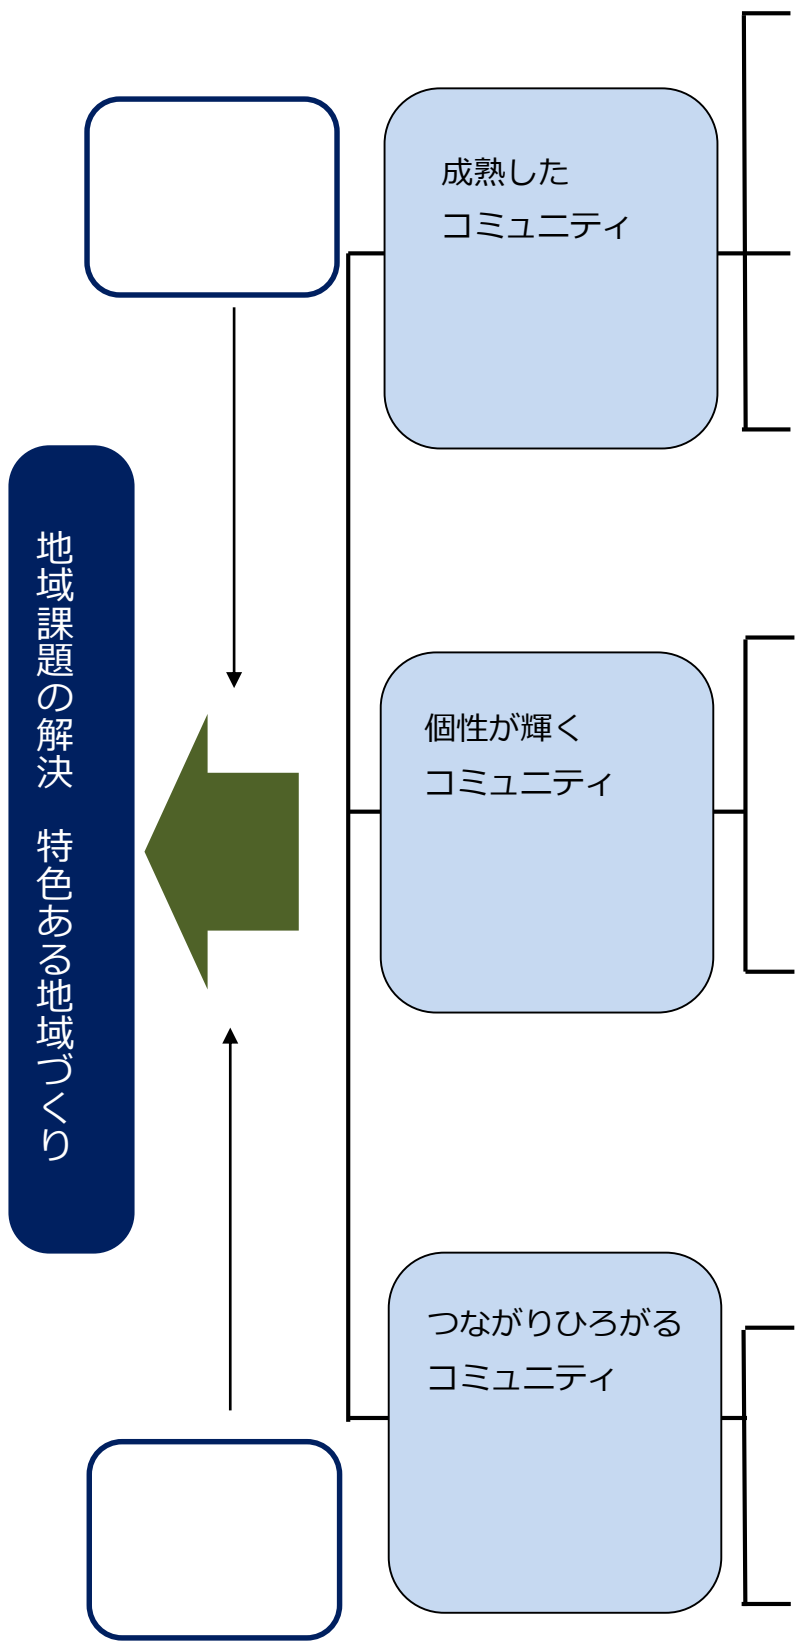 成熟した
コミュニティ
地域課題の解決　特色ある地域づくり
個性が輝く
コミュニティ
つながりひろがる
コミュニティ